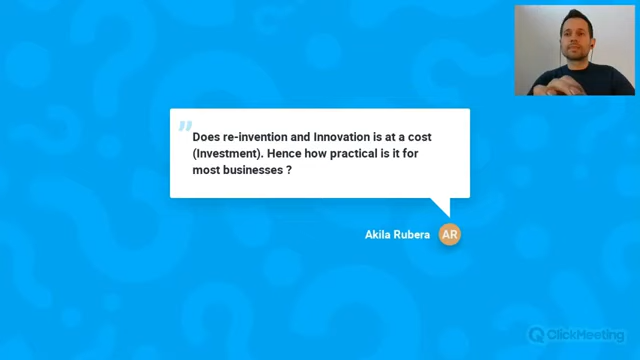 Does re-invention and Innovation is at a cost
(Investment). Hence how practical is it for
most businesses ?
Akila Rubera AR
ClickMeeting